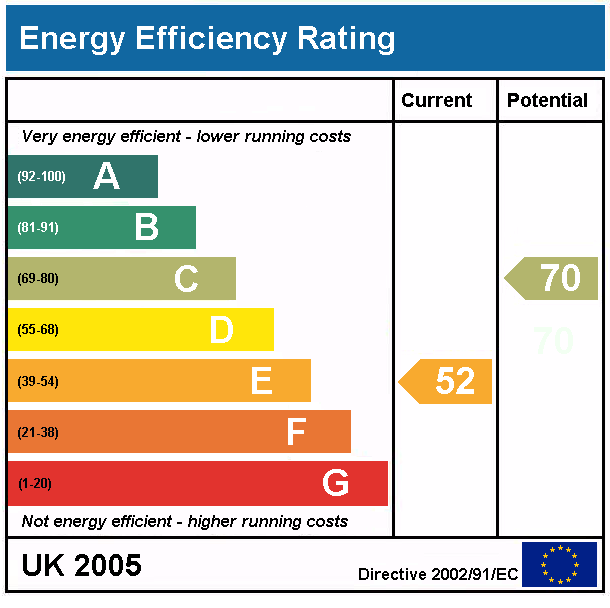 Energy Efficiency Rating
Current Potential
Very energy efficient - lower running costs
(92-100) A
(81-91) B
(69-80) C 70
(55-68) D 70
(39-54) E 52
(21-38) F
(1-20) G
Not energy efficient - higher running costs
UK 2005
Directive 2002/91/EC